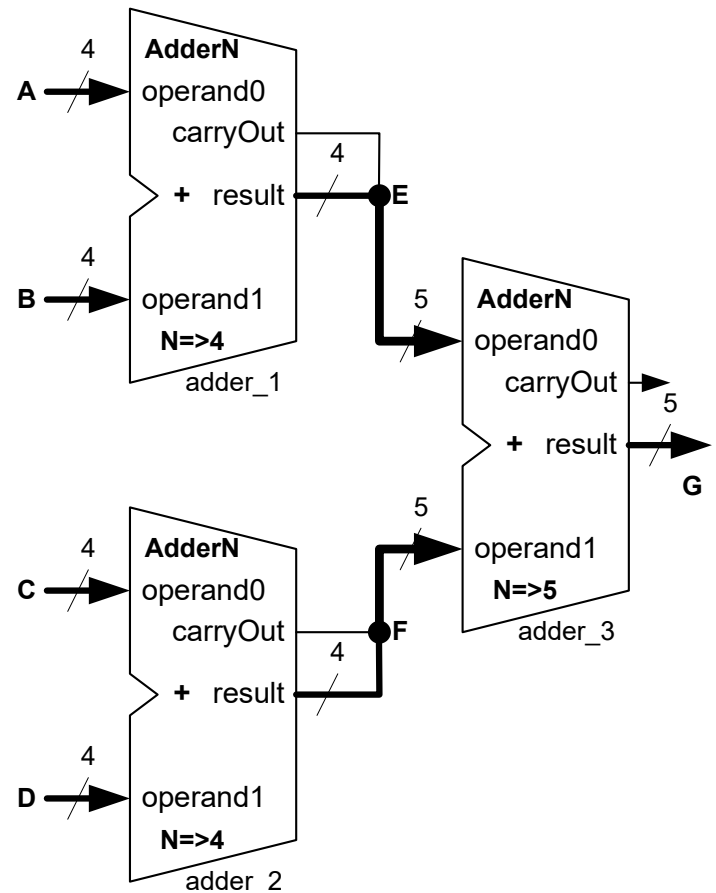 4
AdderN
A
operand0
carryOut
4
+ result
E
4
B
operand1
N=>4
adder_1
5
AdderN
operand0
carryOut
5
+ result
G
5
operand1
N=>5
adder_3
4
AdderN
C
operand0
carryOut
F
4
+ result
4
D
operand1
N=>4
adder_2